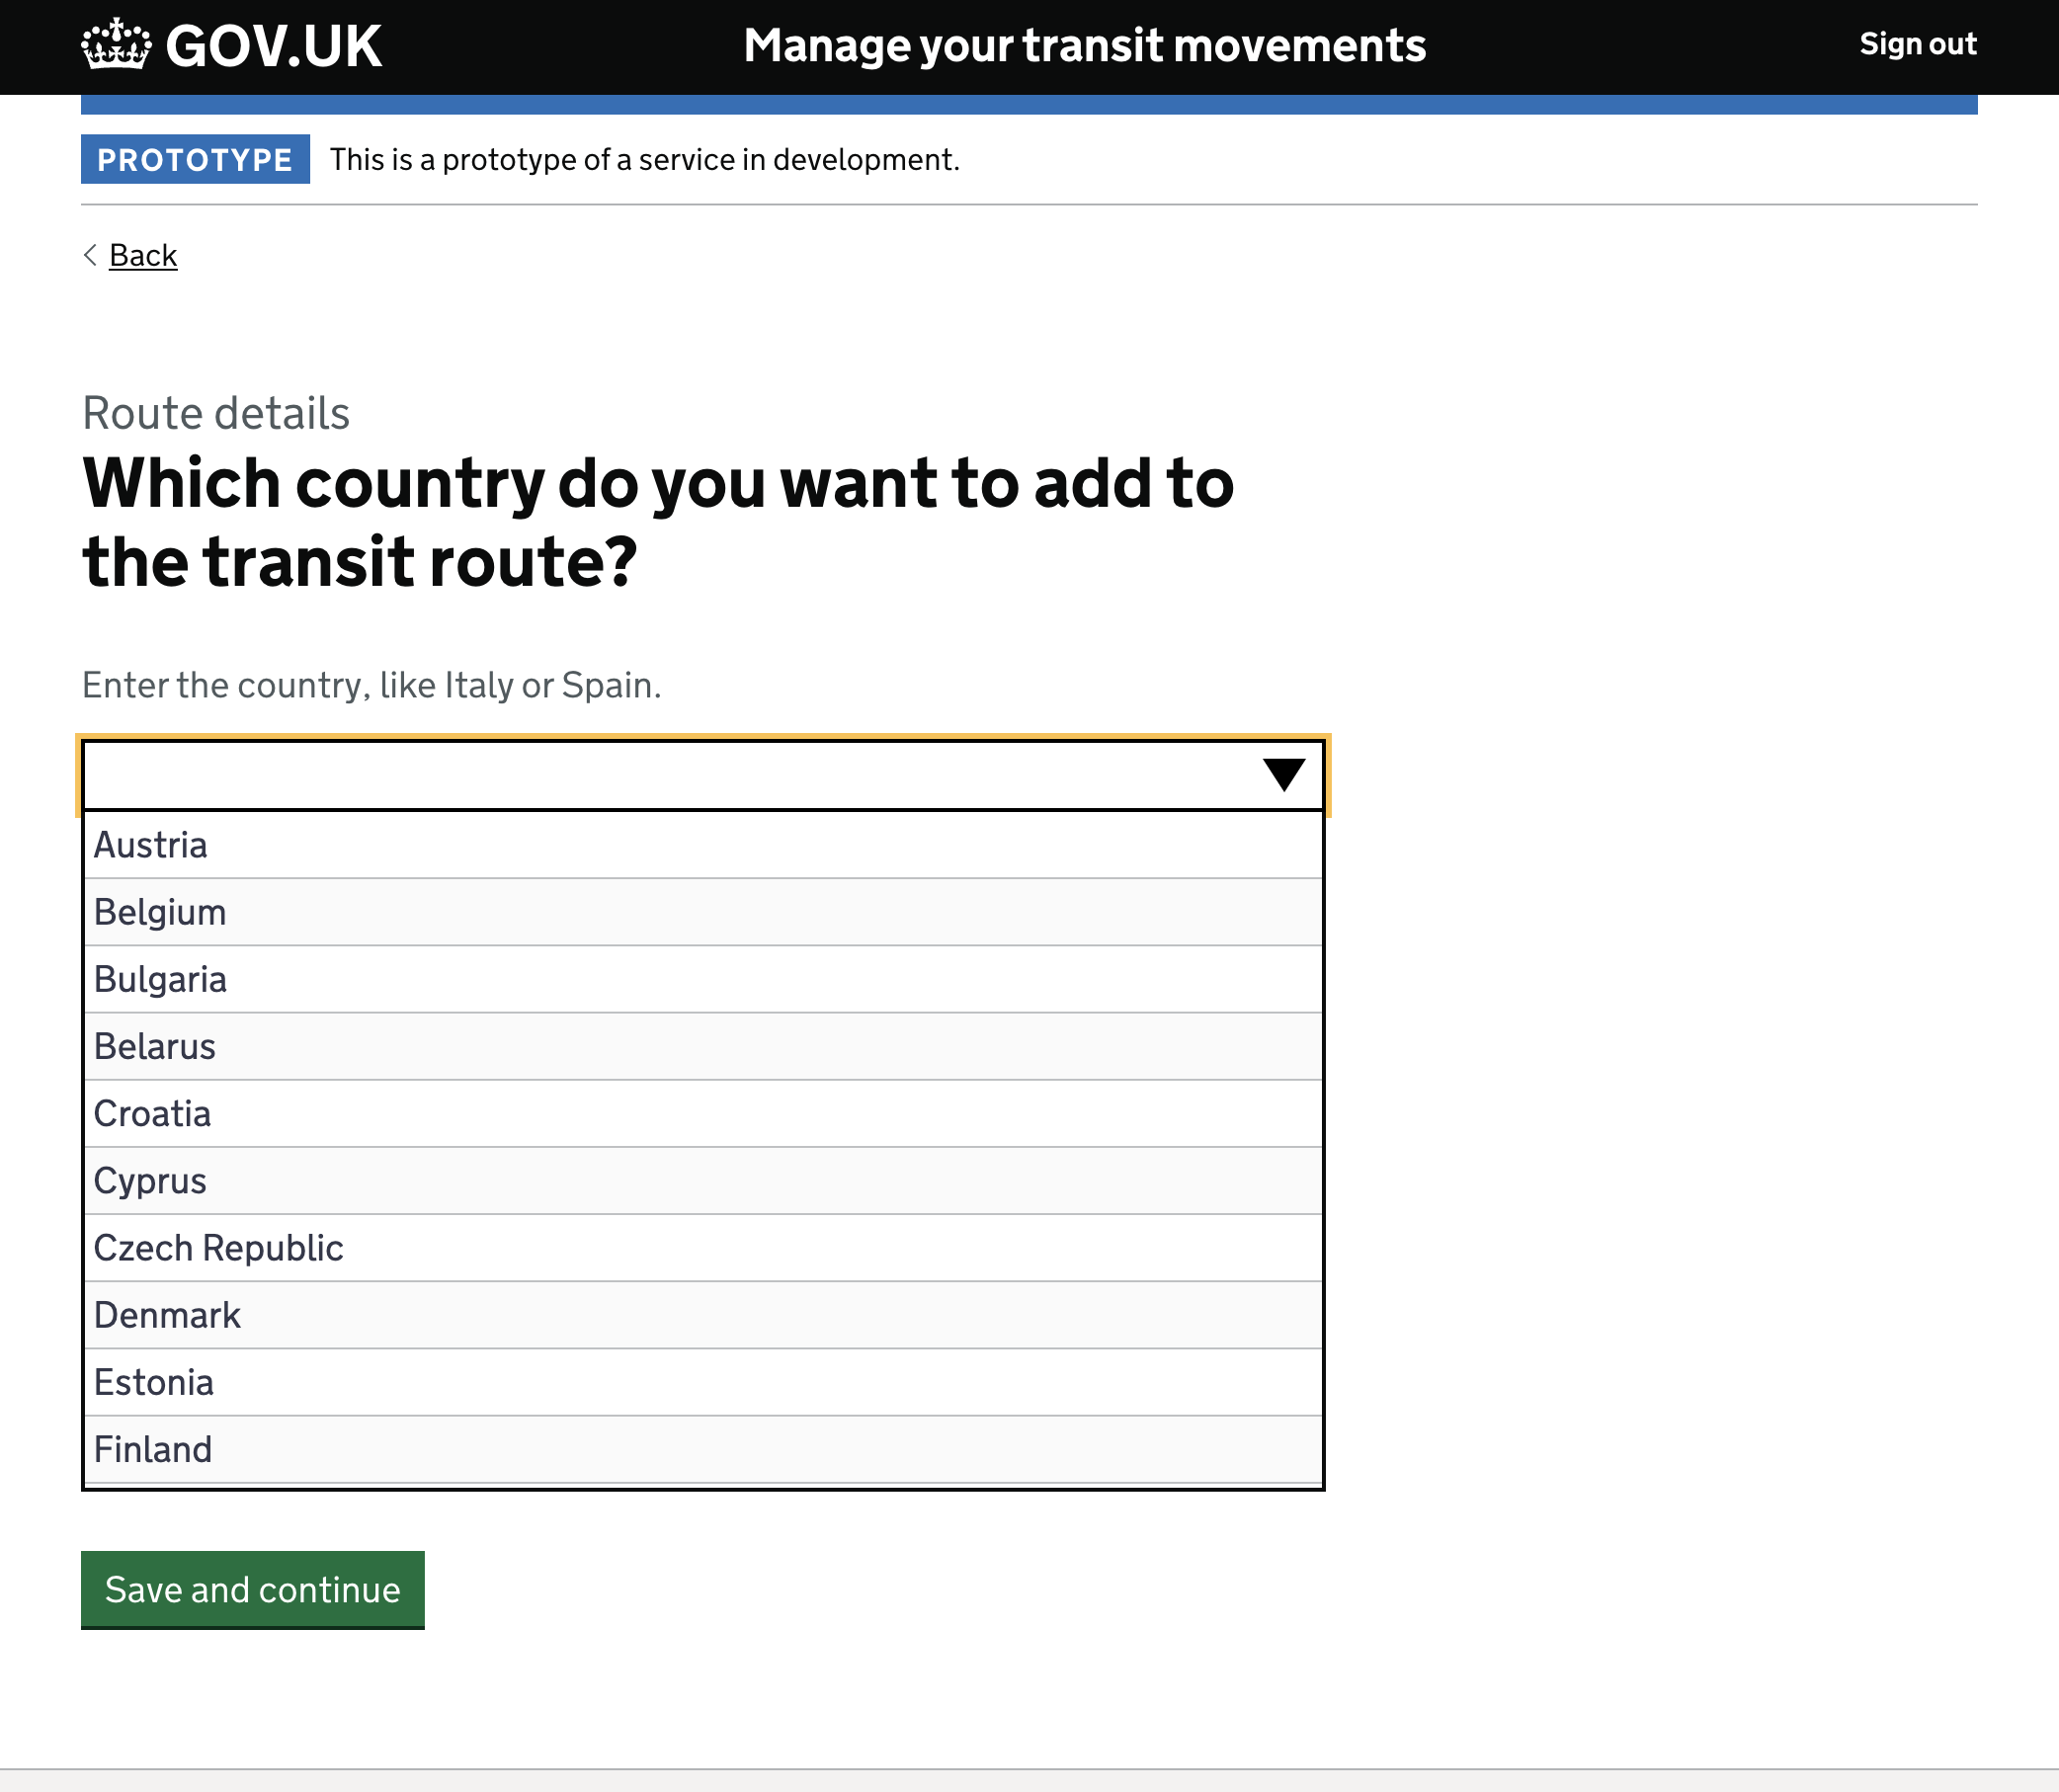 GOV.UK
Manage your transit movements
Sign out
PROTOTYPE This is a prototype of a service in development.
Back
Route details
Which country do you want to add to
the transit route?
Enter the country, like Italy or Spain.
Austria
Belgium
Bulgaria
Belarus
Croatia
Cyprus
Czech Republic
Denmark
Estonia
Finland
Save and continue